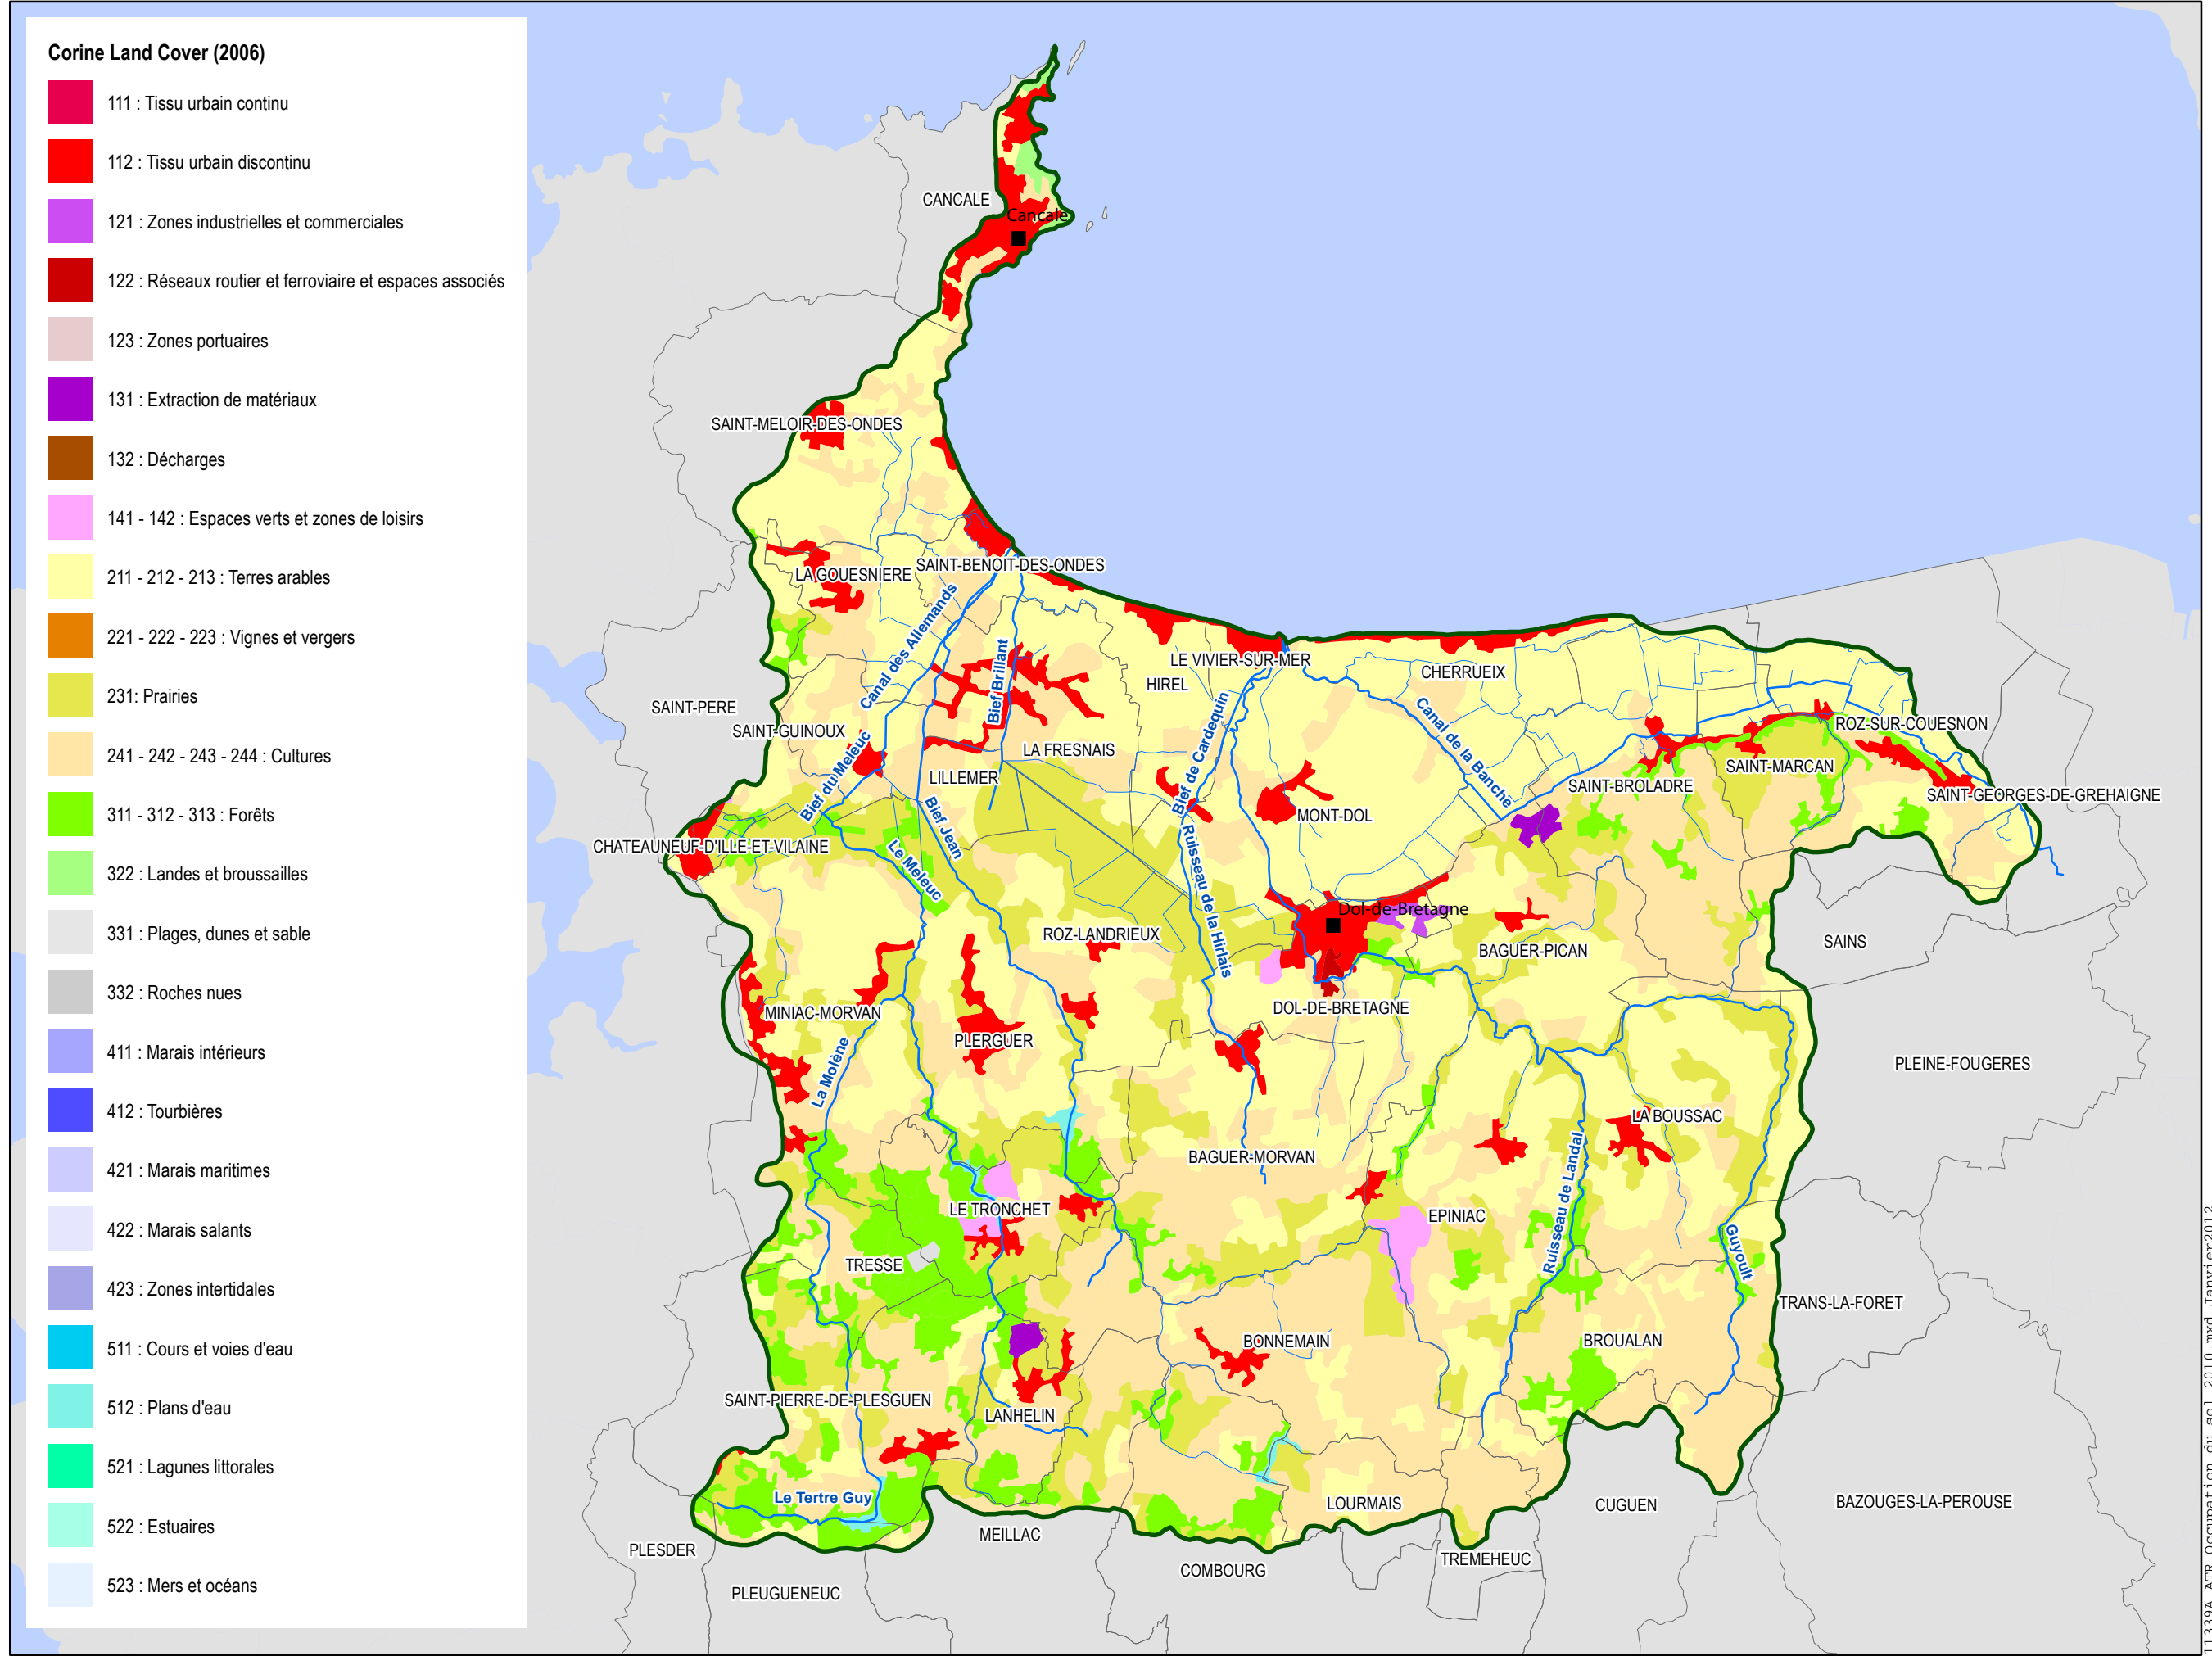 Corine Land Cover (2006)
111 : Tissu urbain continu
112 : Tissu urbain discontinu
121 : Zones industrielles et commerciales
122 : Réseaux routier et ferroviaire et espaces associés
123 : Zones portuaires
131 : Extraction de matériaux
132 : Décharges
141 - 142 : Espaces verts et zones de loisirs
211 - 212 - 213 : Terres arables
221 - 222 - 223 : Vignes et vergers
231: Prairies
241 - 242 - 243 - 244 : Cultures
311 - 312 - 313 : Forêts
322 : Landes et broussailles
331 : Plages, dunes et sable
332 : Roches nues
411 : Marais intérieurs
412 : Tourbières
421 : Marais maritimes
422 : Marais salants
423 : Zones intertidales
511 : Cours et voies d'eau
512 : Plans d'eau
521 : Lagunes littorales
522 : Estuaires
523 : Mers et océans
CANCALE
Cancale
SAINT-MELOIR-DES-ONDES
SAINT-BENOIT-DES-ONDES
LA GOUESNIERE
Canal des Allemands
Bief Brillant
LE VIVIER-SUR-MER
HIREL
CHERRUEIX
SAINT-PERE
SAINT-GUINOUX
Bief du Meleuc
LA FRESNAIS
LILLEMER
Bief de Cardequin
Canal de la Banche
ROZ-SUR-COUESNON
SAINT-MARCAN
SAINT-BROLADRE
SAINT-GEORGES-DE-GREHAIGNE
MONT-DOL
CHATEAUNEUF-D'ILLE-ET-VILAINE
Bief Jean
Le Meleuc
Ruisseau de la Hirlais
Dol-de-Bretagne
ROZ-LANDRIEUX
BAGUER-PICAN
SAINS
DOL-DE-BRETAGNE
MINIAC-MORVAN
PLERGUER
La Molène
PLEINE-FOUGERES
LA BOUSSAC
BAGUER-MORVAN
Ruisseau de Landal
LE TRONCHET
EPINIAC
Guyoult
TRESSE
TRANS-LA-FORET
BONNEMAIN
BROUALAN
SAINT-PIERRE-DE-PLESGUEN
LANHELIN
Le Tertre Guy
LOURMAIS
CUGUEN
BAZOUGES-LA-PEROUSE
MEILLAC
PLESDER
TREMEHEUC
COMBOURG
PLEUGUENEUC
11339A_ATR_Occupation_du_sol_2010.mxd_Janvier2012